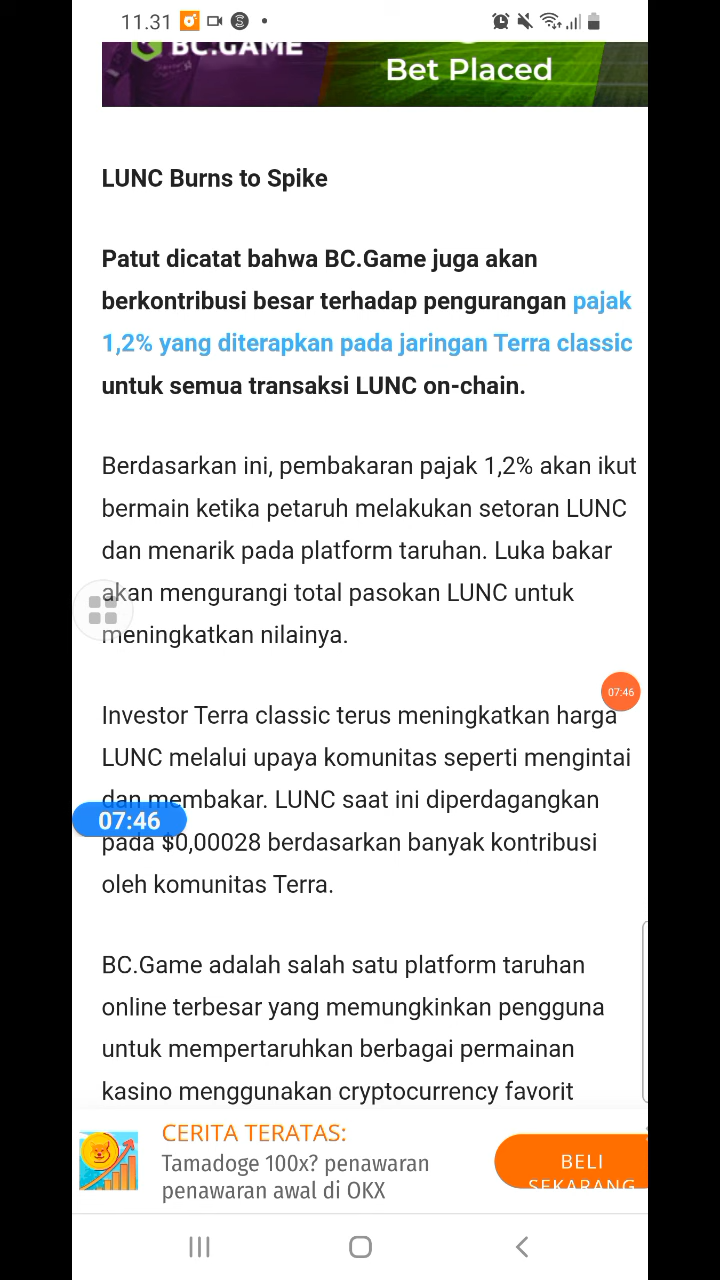 11.31
BC.GAME
Bet Placed
LUNC Burns to Spike
Patut dicatat bahwa BC.Game juga akan
berkontribusi besar terhadap pengurangan pajak
1,2% yang diterapkan pada jaringan Terra classic
untuk semua transaksi LUNC on-chain.
Berdasarkan ini, pembakaran pajak 1,2% akan ikut
bermain ketika petaruh melakukan setoran LUNC
dan menarik pada platform taruhan. Luka bakar
akan mengurangi total pasokan LUNC untuk
meningkatkan nilainya.
07:46
Investor Terra classic terus meningkatkan harga
LUNC melalui upaya komunitas seperti mengintai
dan membakar. LUNC saat ini diperdagangkan
07:46
pada $0,00028 berdasarkan banyak kontribusi
oleh komunitas Terra.
BC.Game adalah salah satu platform taruhan
online terbesar yang memungkinkan pengguna
untuk mempertaruhkan berbagai permainan
kasino menggunakan cryptocurrency favorit
CERITA TERATAS:
Tamadoge 100x? penawaran
penawaran awal di OKX
BELI
SEKARANG